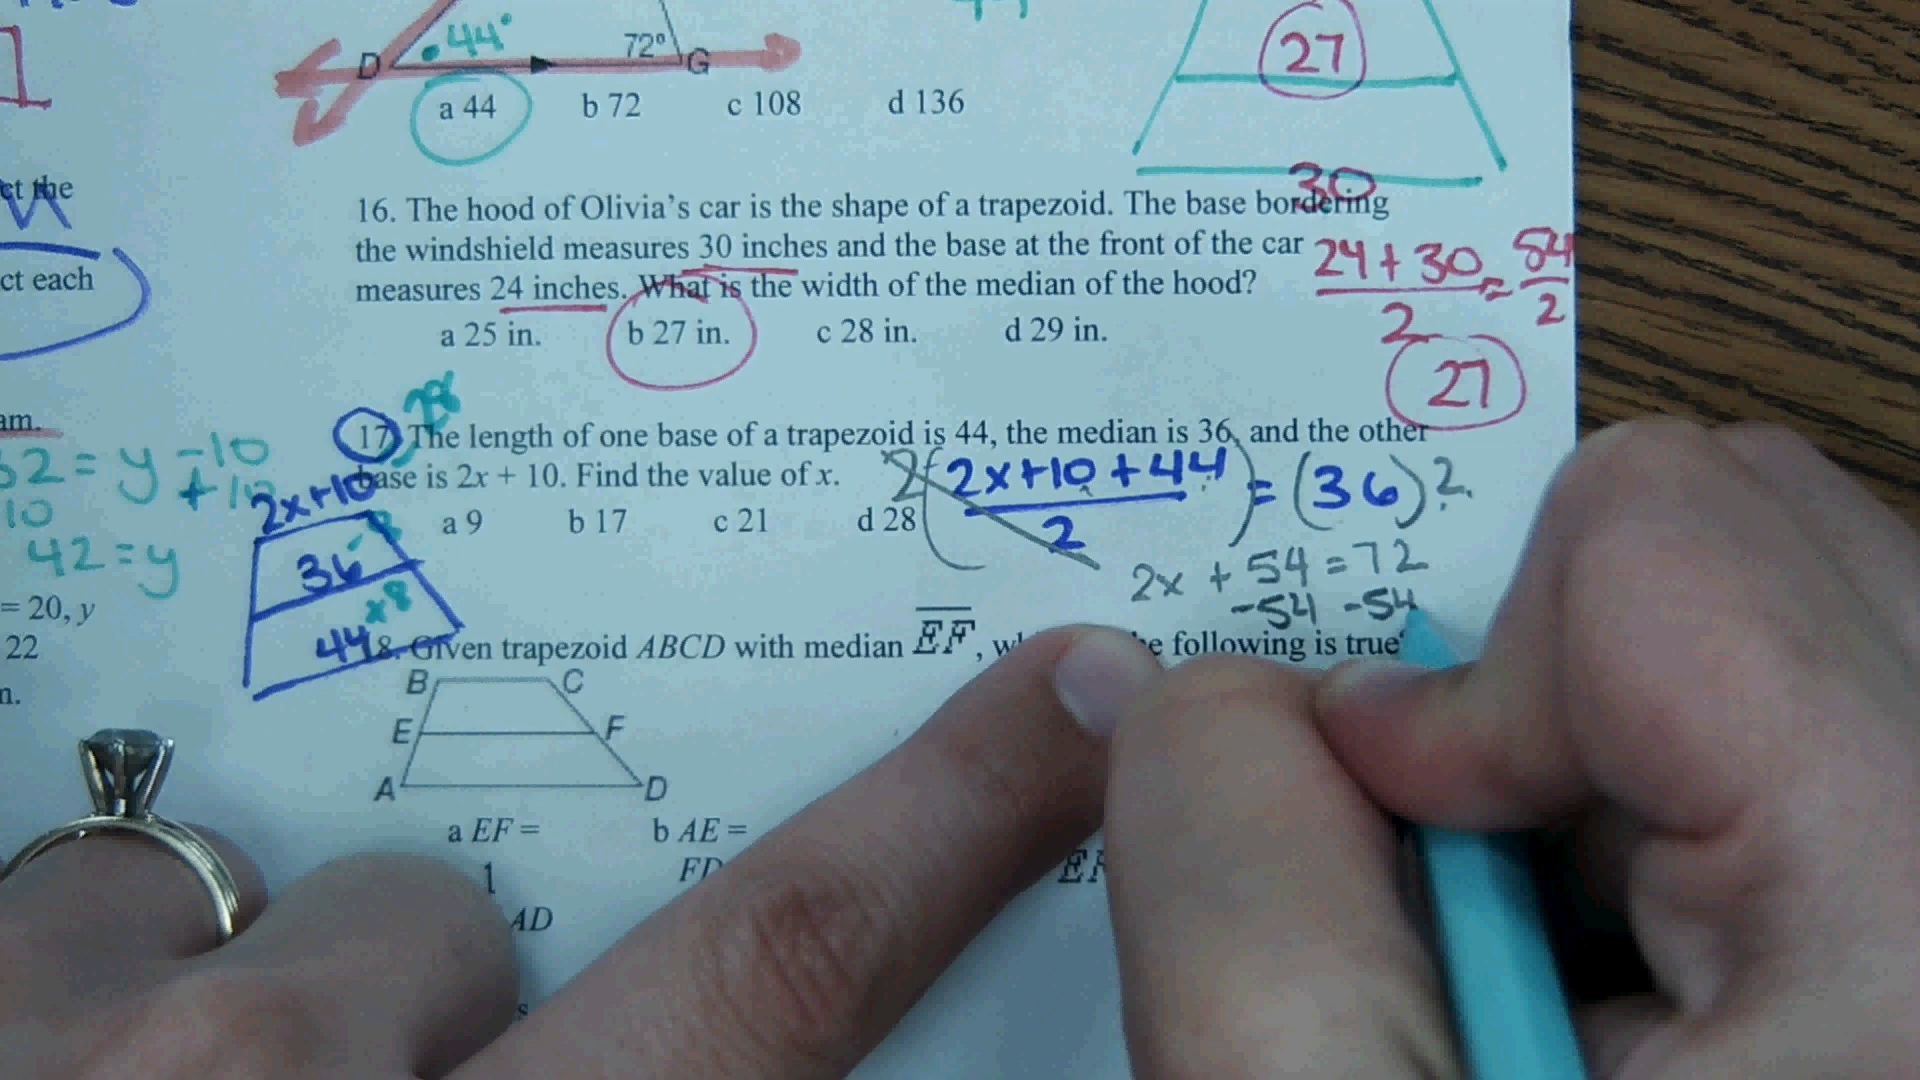 44°
72°
D
G
27
a 44 b 72 c 108 d 136
30
ct the
16. The hood of Olivia's car is the shape of a trapezoid. The base bordering
the windshield measures 30 inches and the base at the front of the car
measures 24 inches. What is the width of the median of the hood?
24 + 30 = 54
2 2
27
ct each
a 25 in. b 27 in. c 28 in. d 29 in.
am.
17 The length of one base of a trapezoid is 44, the median is 36, and the other
base is 2x + 10. Find the value of x.
a 9 b 17 c 21 d 28
= y - 10
+ 10
10
42 = y
= 20, y
22
n.
2x+10
36
+8
44
2(2x+10+44) = (36)2
2
2x + 54 = 72
-54 -54
8. Given trapezoid ABCD with median EF, following is true
B C
E F
A D
a EF = b AE =
1 FD
AD